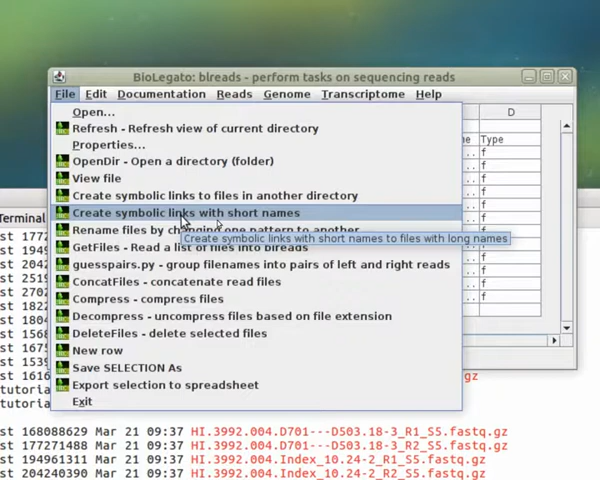 BioLegato: blreads - perform tasks on sequencing reads
File Edit Documentation Reads Genome Transcriptome Help
Open...
Refresh - Refresh view of current directory
Properties...
OpenDir - Open a directory (folder)
View file
Create symbolic links to files in another directory
Create symbolic links with short names
Rename files by changing one pattern to another
Create symbolic links with short names to files with long names
GetFiles - Read a list of files into blreads
guesspairs.py - group filenames into pairs of left and right reads
ConcatFiles - concatenate read files
Compress - compress files
Decompress - uncompress files based on file extension
DeleteFiles - delete selected files
New row
Save SELECTION As
Export selection to spreadsheet
Exit
D
Type
f
f
f
f
f
f
f
f
f
f
Terminal
st 168088629 Mar 21 09:37 HI.3992.004.D701---D503.18-3_R1_S5.fastq.gz
st 177271488 Mar 21 09:37 HI.3992.004.D701---D503.18-3_R2_S5.fastq.gz
st 194961311 Mar 21 09:37 HI.3992.004.Index_10.24-2_R1_S5.fastq.gz
st 204240390 Mar 21 09:37 HI.3992.004.Index_10.24-2_R2_S5.fastq.gz